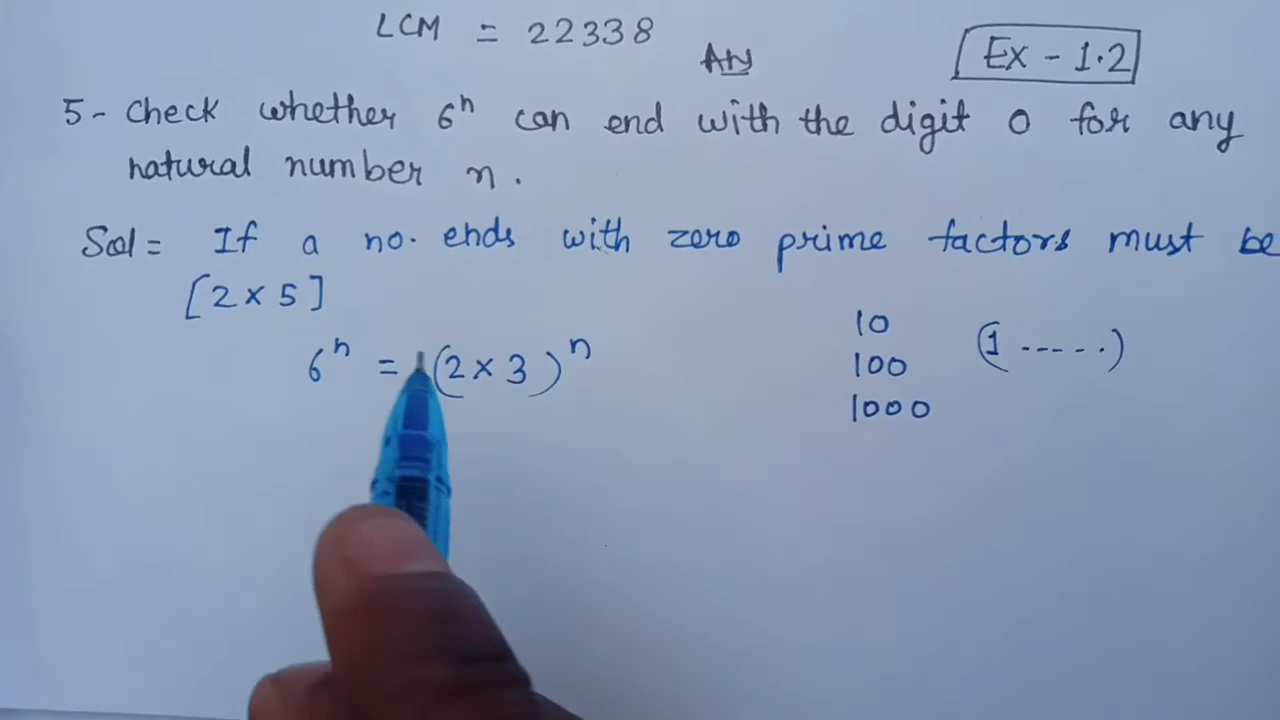 LCM = 22338
Ans
Ex - 1.2
5- Check whether 6ⁿ can end with the digit 0 for any
natural number n.
Sol = If a no. ends with zero prime factors must be
[2 × 5]
6ⁿ = (2 × 3)ⁿ
10
100
1000
(1 ------)